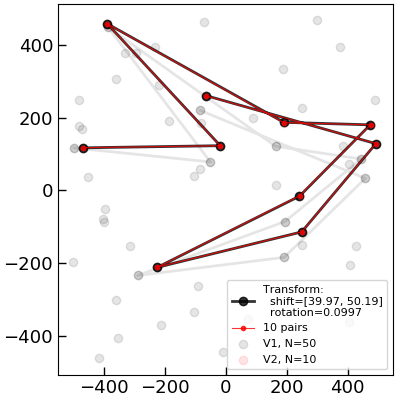 400
200
0
−200
−400
−400
−200
0
200
400
Transform:
shift=[39.97, 50.19]
rotation=0.0997
10 pairs
V1, N=50
V2, N=10